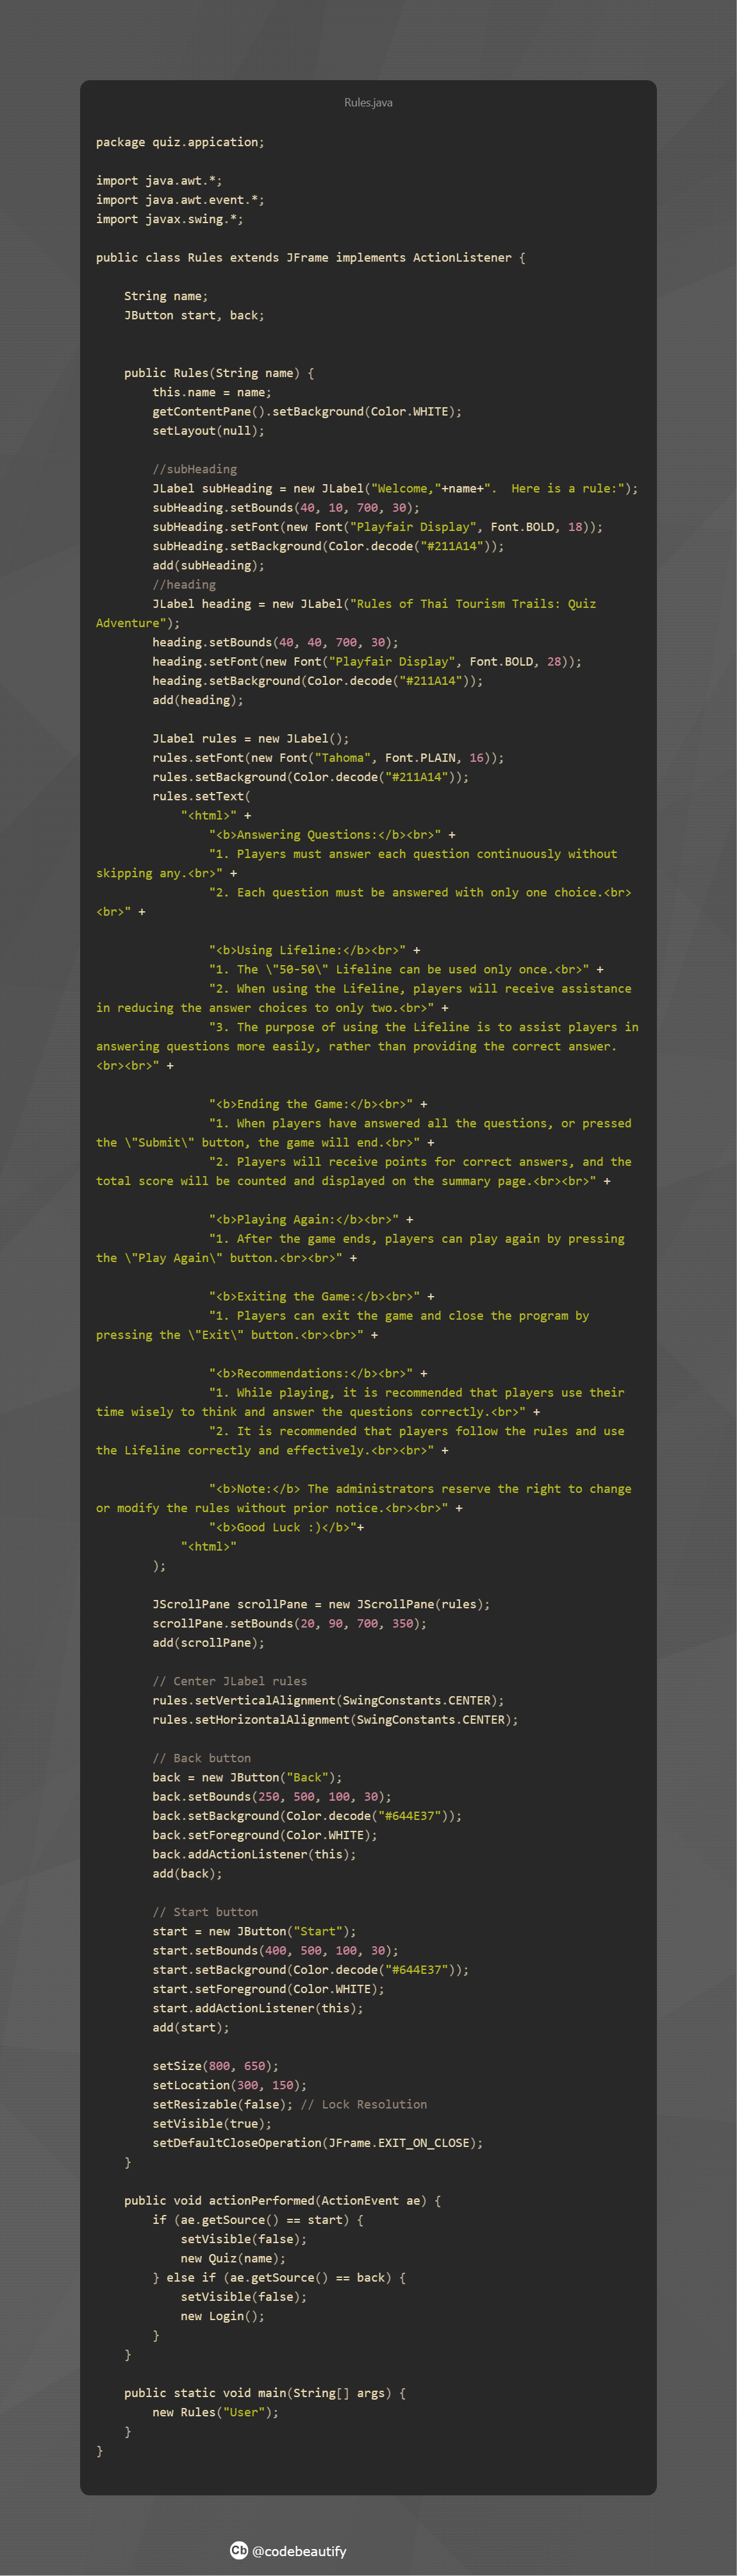 Rules.java
package quiz.appication;
import java.awt.*;
import java.awt.event.*;
import javax.swing.*;
public class Rules extends JFrame implements ActionListener {
String name;
JButton start, back;
public Rules(String name) {
this.name = name;
getContentPane().setBackground(Color.WHITE);
setLayout(null);
//subHeading
JLabel subHeading = new JLabel("Welcome,"+name+".  Here is a rule:");
subHeading.setBounds(40, 10, 700, 30);
subHeading.setFont(new Font("Playfair Display", Font.BOLD, 18));
subHeading.setBackground(Color.decode("#211A14"));
add(subHeading);
//heading
JLabel heading = new JLabel("Rules of Thai Tourism Trails: Quiz
Adventure");
heading.setBounds(40, 40, 700, 30);
heading.setFont(new Font("Playfair Display", Font.BOLD, 28));
heading.setBackground(Color.decode("#211A14"));
add(heading);
JLabel rules = new JLabel();
rules.setFont(new Font("Tahoma", Font.PLAIN, 16));
rules.setBackground(Color.decode("#211A14"));
rules.setText(
"<html>" +
"<b>Answering Questions:</b><br>" +
"1. Players must answer each question continuously without
skipping any.<br>" +
"2. Each question must be answered with only one choice.<br>
<br>" +
"<b>Using Lifeline:</b><br>" +
"1. The \"50-50\" Lifeline can be used only once.<br>" +
"2. When using the Lifeline, players will receive assistance
in reducing the answer choices to only two.<br>" +
"3. The purpose of using the Lifeline is to assist players in
answering questions more easily, rather than providing the correct answer.
<br><br>" +
"<b>Ending the Game:</b><br>" +
"1. When players have answered all the questions, or pressed
the \"Submit\" button, the game will end.<br>" +
"2. Players will receive points for correct answers, and the
total score will be counted and displayed on the summary page.<br><br>" +
"<b>Playing Again:</b><br>" +
"1. After the game ends, players can play again by pressing
the \"Play Again\" button.<br><br>" +
"<b>Exiting the Game:</b><br>" +
"1. Players can exit the game and close the program by
pressing the \"Exit\" button.<br><br>" +
"<b>Recommendations:</b><br>" +
"1. While playing, it is recommended that players use their
time wisely to think and answer the questions correctly.<br>" +
"2. It is recommended that players follow the rules and use
the Lifeline correctly and effectively.<br><br>" +
"<b>Note:</b> The administrators reserve the right to change
or modify the rules without prior notice.<br><br>" +
"<b>Good Luck :)</b>"+
"<html>"
);
JScrollPane scrollPane = new JScrollPane(rules);
scrollPane.setBounds(20, 90, 700, 350);
add(scrollPane);
// Center JLabel rules
rules.setVerticalAlignment(SwingConstants.CENTER);
rules.setHorizontalAlignment(SwingConstants.CENTER);
// Back button
back = new JButton("Back");
back.setBounds(250, 500, 100, 30);
back.setBackground(Color.decode("#644E37"));
back.setForeground(Color.WHITE);
back.addActionListener(this);
add(back);
// Start button
start = new JButton("Start");
start.setBounds(400, 500, 100, 30);
start.setBackground(Color.decode("#644E37"));
start.setForeground(Color.WHITE);
start.addActionListener(this);
add(start);
setSize(800, 650);
setLocation(300, 150);
setResizable(false); // Lock Resolution
setVisible(true);
setDefaultCloseOperation(JFrame.EXIT_ON_CLOSE);
}
public void actionPerformed(ActionEvent ae) {
if (ae.getSource() == start) {
setVisible(false);
new Quiz(name);
} else if (ae.getSource() == back) {
setVisible(false);
new Login();
}
}
public static void main(String[] args) {
new Rules("User");
}
}
Cb @codebeautify